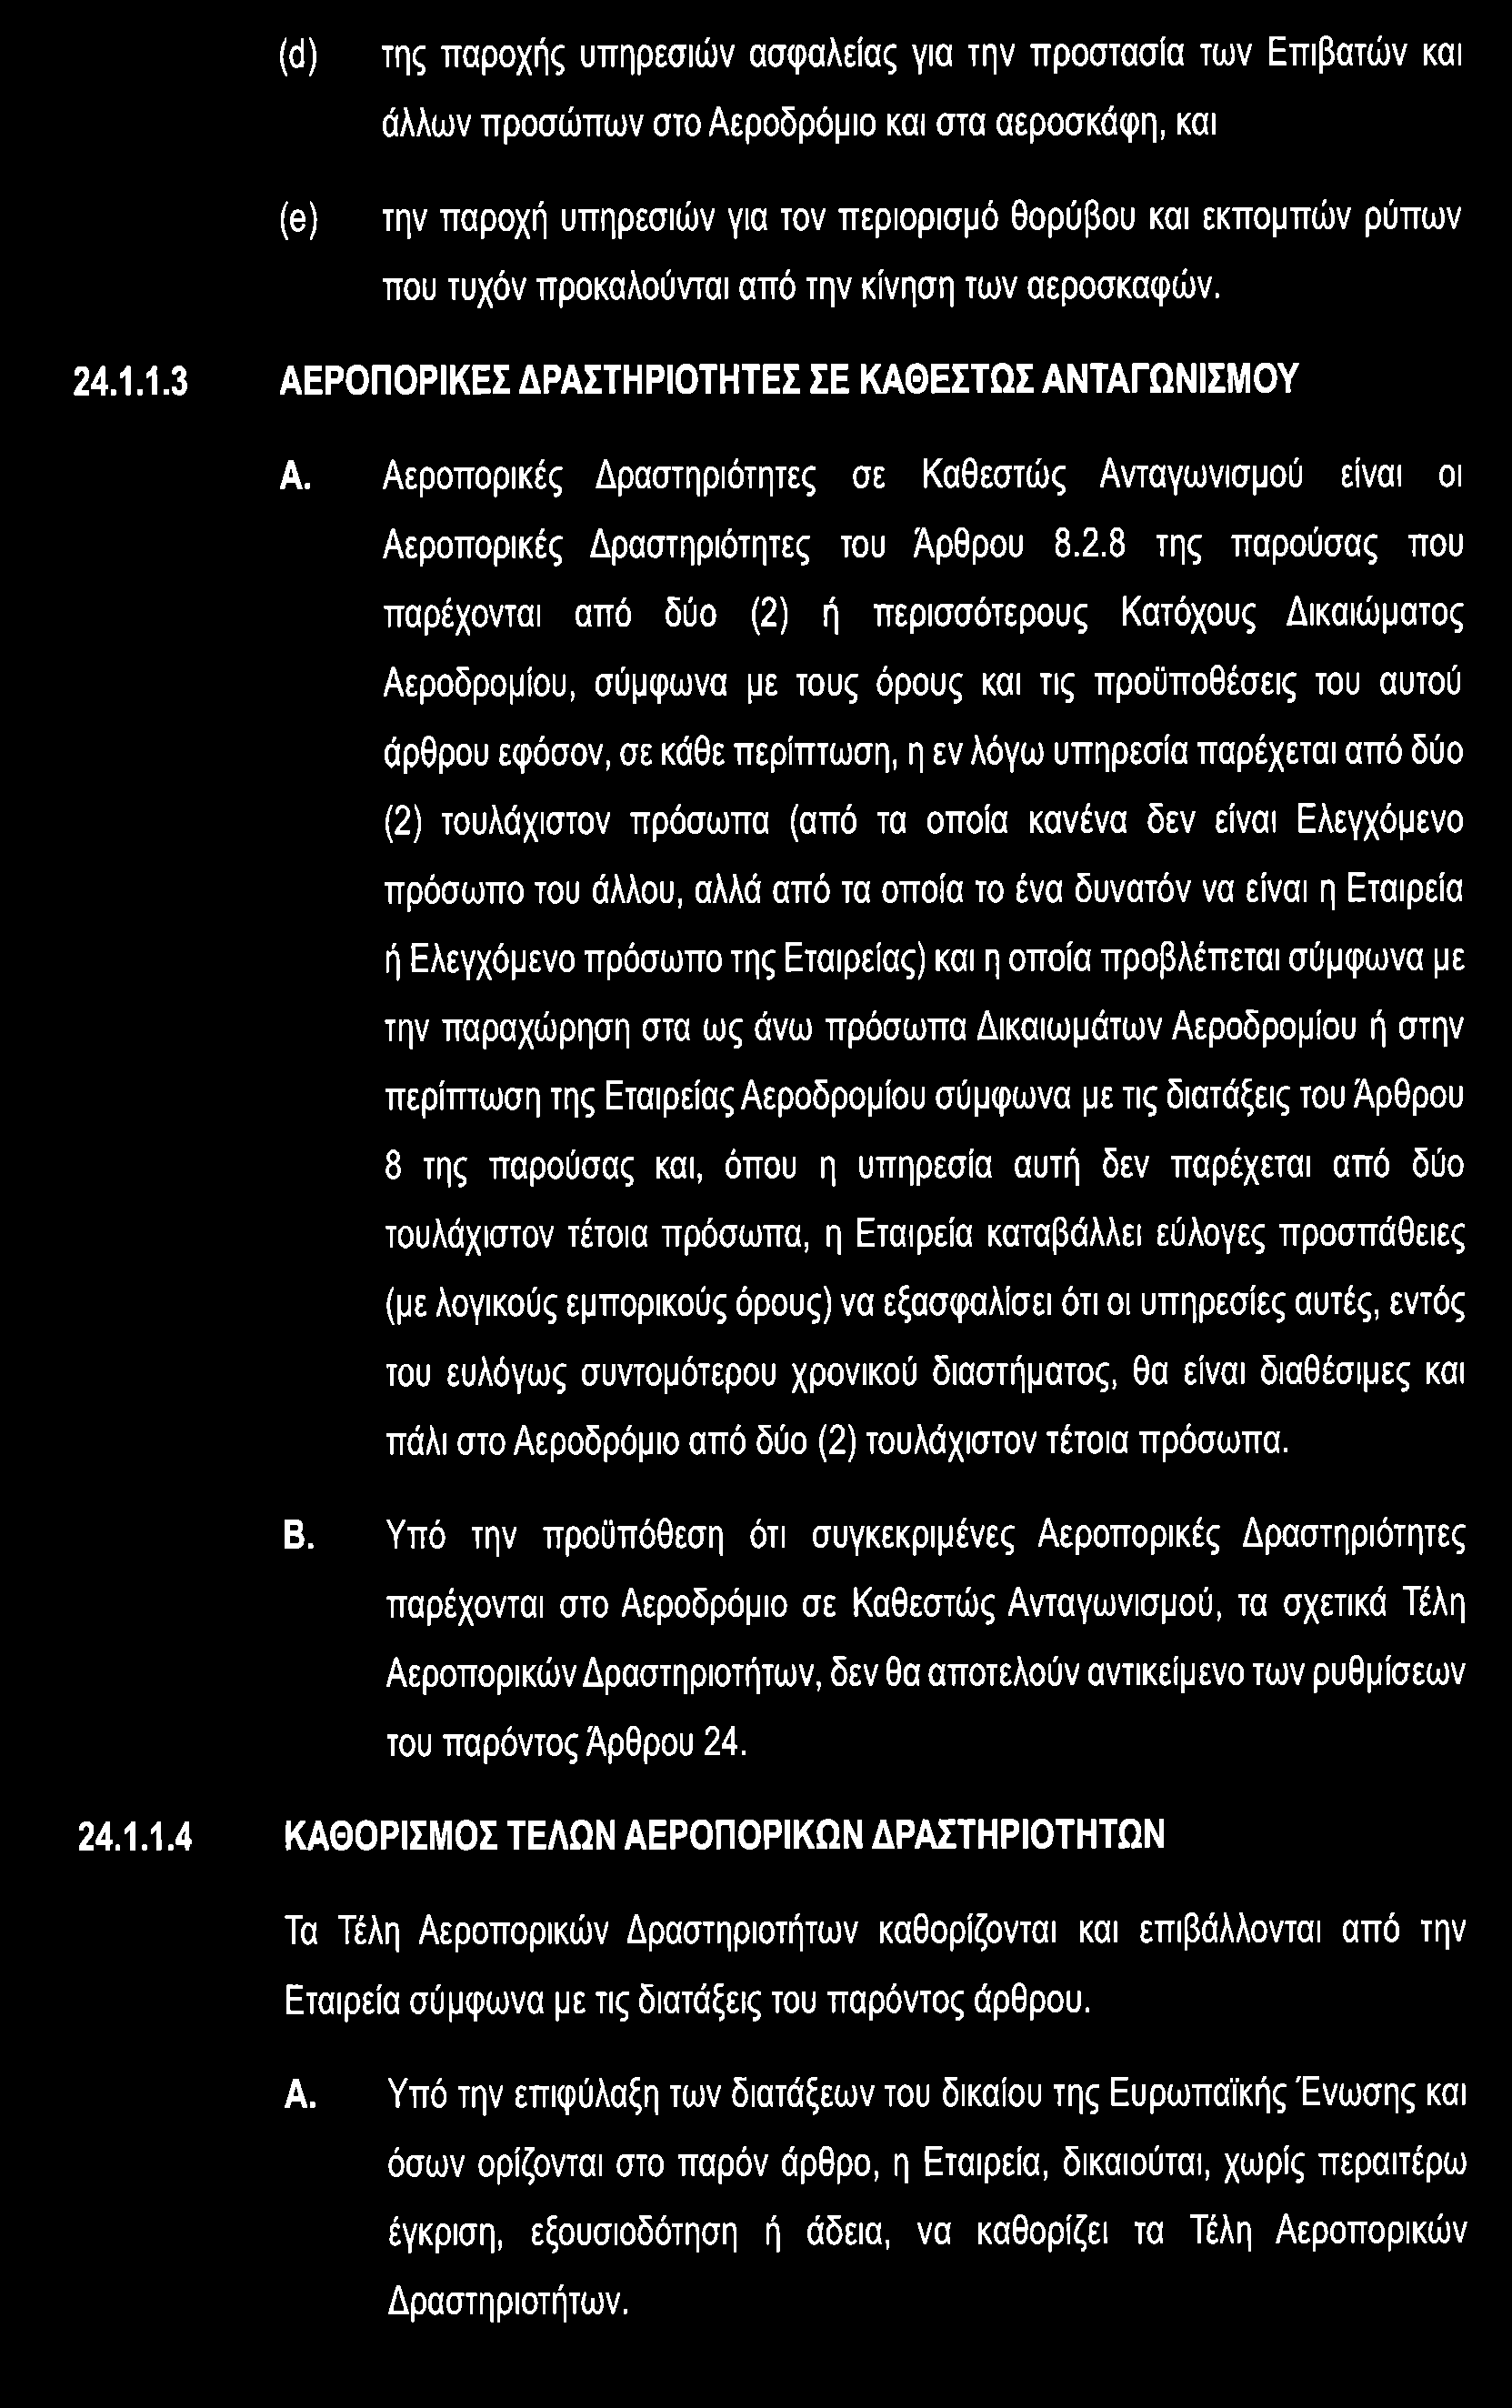 (d) της παροχής υπηρεσιών ασφαλείας για την προστασία των Επιβατών και
άλλων προσώπων στο Αεροδρόμιο και στα αεροσκάφη, και
(e) την παροχή υπηρεσιών για τον περιορισμό θορύβου και εκπομπών ρύπων
που τυχόν προκαλούνται από την κίνηση των αεροσκαφών.
24.1.1.3 ΑΕΡΟΠΟΡΙΚΕΣ ΔΡΑΣΤΗΡΙΟΤΗΤΕΣ ΣΕ ΚΑΘΕΣΤΩΣ ΑΝΤΑΓΩΝΙΣΜΟΥ
Α. Αεροπορικές Δραστηριότητες σε Καθεστώς Ανταγωνισμού είναι οι
Αεροπορικές Δραστηριότητες του Άρθρου 8.2.8 της παρούσας που
παρέχονται από δύο (2) ή περισσότερους Κατόχους Δικαιώματος
Αεροδρομίου, σύμφωνα με τους όρους και τις προϋποθέσεις του αυτού
άρθρου εφόσον, σε κάθε περίπτωση, η εν λόγω υπηρεσία παρέχεται από δύο
(2) τουλάχιστον πρόσωπα (από τα οποία κανένα δεν είναι Ελεγχόμενο
πρόσωπο του άλλου, αλλά από τα οποία το ένα δυνατόν να είναι η Εταιρεία
ή Ελεγχόμενο πρόσωπο της Εταιρείας) και η οποία προβλέπεται σύμφωνα με
την παραχώρηση στα ως άνω πρόσωπα Δικαιωμάτων Αεροδρομίου ή στην
περίπτωση της Εταιρείας Αεροδρομίου σύμφωνα με τις διατάξεις του Άρθρου
8 της παρούσας και, όπου η υπηρεσία αυτή δεν παρέχεται από δύο
τουλάχιστον τέτοια πρόσωπα, η Εταιρεία καταβάλλει εύλογες προσπάθειες
(με λογικούς εμπορικούς όρους) να εξασφαλίσει ότι οι υπηρεσίες αυτές, εντός
του ευλόγως συντομότερου χρονικού διαστήματος, θα είναι διαθέσιμες και
πάλι στο Αεροδρόμιο από δύο (2) τουλάχιστον τέτοια πρόσωπα.
Β. Υπό την προϋπόθεση ότι συγκεκριμένες Αεροπορικές Δραστηριότητες
παρέχονται στο Αεροδρόμιο σε Καθεστώς Ανταγωνισμού, τα σχετικά Τέλη
Αεροπορικών Δραστηριοτήτων, δεν θα αποτελούν αντικείμενο των ρυθμίσεων
του παρόντος Άρθρου 24.
24.1.1.4 ΚΑΘΟΡΙΣΜΟΣ ΤΕΛΩΝ ΑΕΡΟΠΟΡΙΚΩΝ ΔΡΑΣΤΗΡΙΟΤΗΤΩΝ
Τα Τέλη Αεροπορικών Δραστηριοτήτων καθορίζονται και επιβάλλονται από την
Εταιρεία σύμφωνα με τις διατάξεις του παρόντος άρθρου.
Α. Υπό την επιφύλαξη των διατάξεων του δικαίου της Ευρωπαϊκής Ένωσης και
όσων ορίζονται στο παρόν άρθρο, η Εταιρεία, δικαιούται, χωρίς περαιτέρω
έγκριση, εξουσιοδότηση ή άδεια, να καθορίζει τα Τέλη Αεροπορικών
Δραστηριοτήτων.